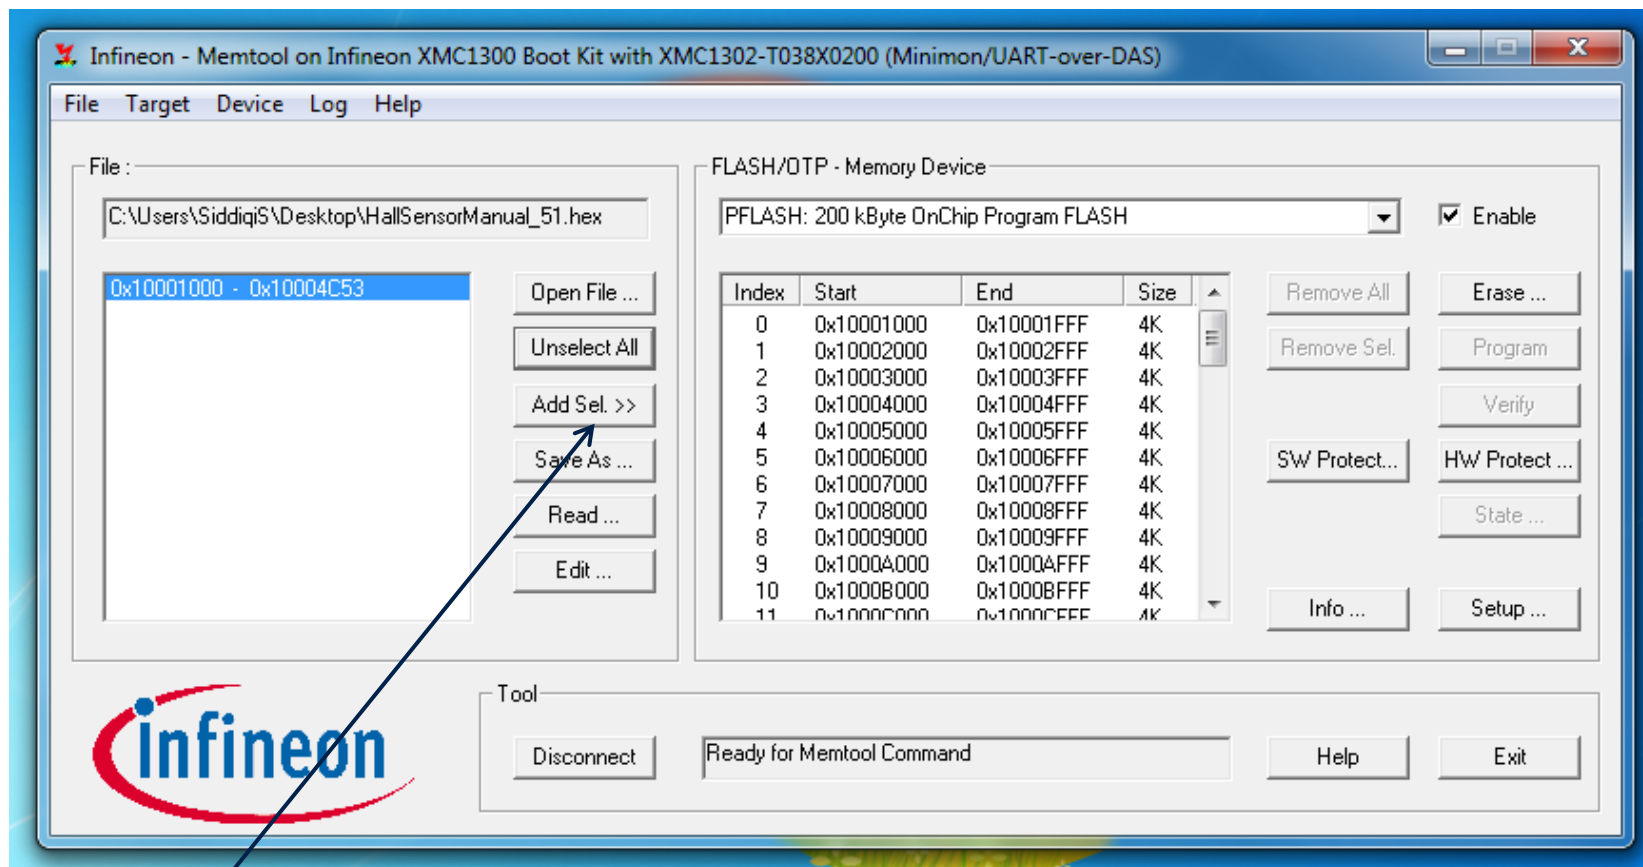 Infineon - Memtool on Infineon XMC1300 Boot Kit with XMC1302-T038X0200 (Minimon/UART-over-DAS)
File Target Device Log Help
File :
C:\Users\SiddiqiS\Desktop\HallSensorManual_51.hex
0x10001000 - 0x10004C53
Open File ...
Unselect All
Add Sel. >>
Save As ...
Read ...
Edit ...
FLASH/OTP - Memory Device
PFLASH: 200 kByte OnChip Program FLASH
Enable
Index Start End Size
0 0x10001000 0x10001FFF 4K
1 0x10002000 0x10002FFF 4K
2 0x10003000 0x10003FFF 4K
3 0x10004000 0x10004FFF 4K
4 0x10005000 0x10005FFF 4K
5 0x10006000 0x10006FFF 4K
6 0x10007000 0x10007FFF 4K
7 0x10008000 0x10008FFF 4K
8 0x10009000 0x10009FFF 4K
9 0x1000A000 0x1000AFFF 4K
10 0x1000B000 0x1000BFFF 4K
11 0x1000C000 0x1000CFFF 4K
Remove All
Remove Sel.
SW Protect...
Info ...
Erase ...
Program
Verify
HW Protect ...
State ...
Setup ...
infineon
Tool
Disconnect
Ready for Memtool Command
Help
Exit